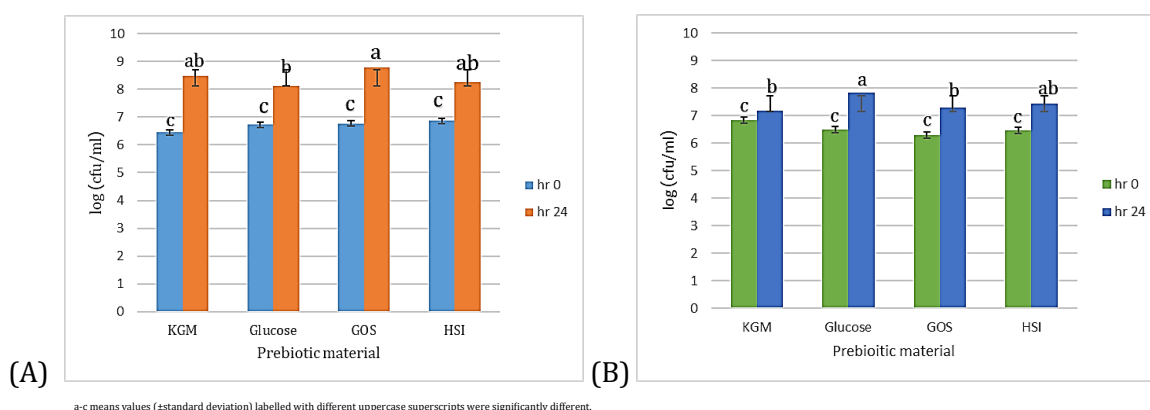 10
9
8
7
6
5
4
3
2
1
0
log (cfu/ml)
c
ab
c
b
c
a
c
ab
KGM
Glucose
GOS
HSI
Prebiotic material
hr 0
hr 24
(A)
10
9
8
7
6
5
4
3
2
1
0
log (cfu/ml)
c
b
c
a
c
b
c
ab
KGM
Glucose
GOS
HSI
Prebioitic material
hr 0
hr 24
(B)
a-c means values (±standard deviation) labelled with different uppercase superscripts were significantly different.